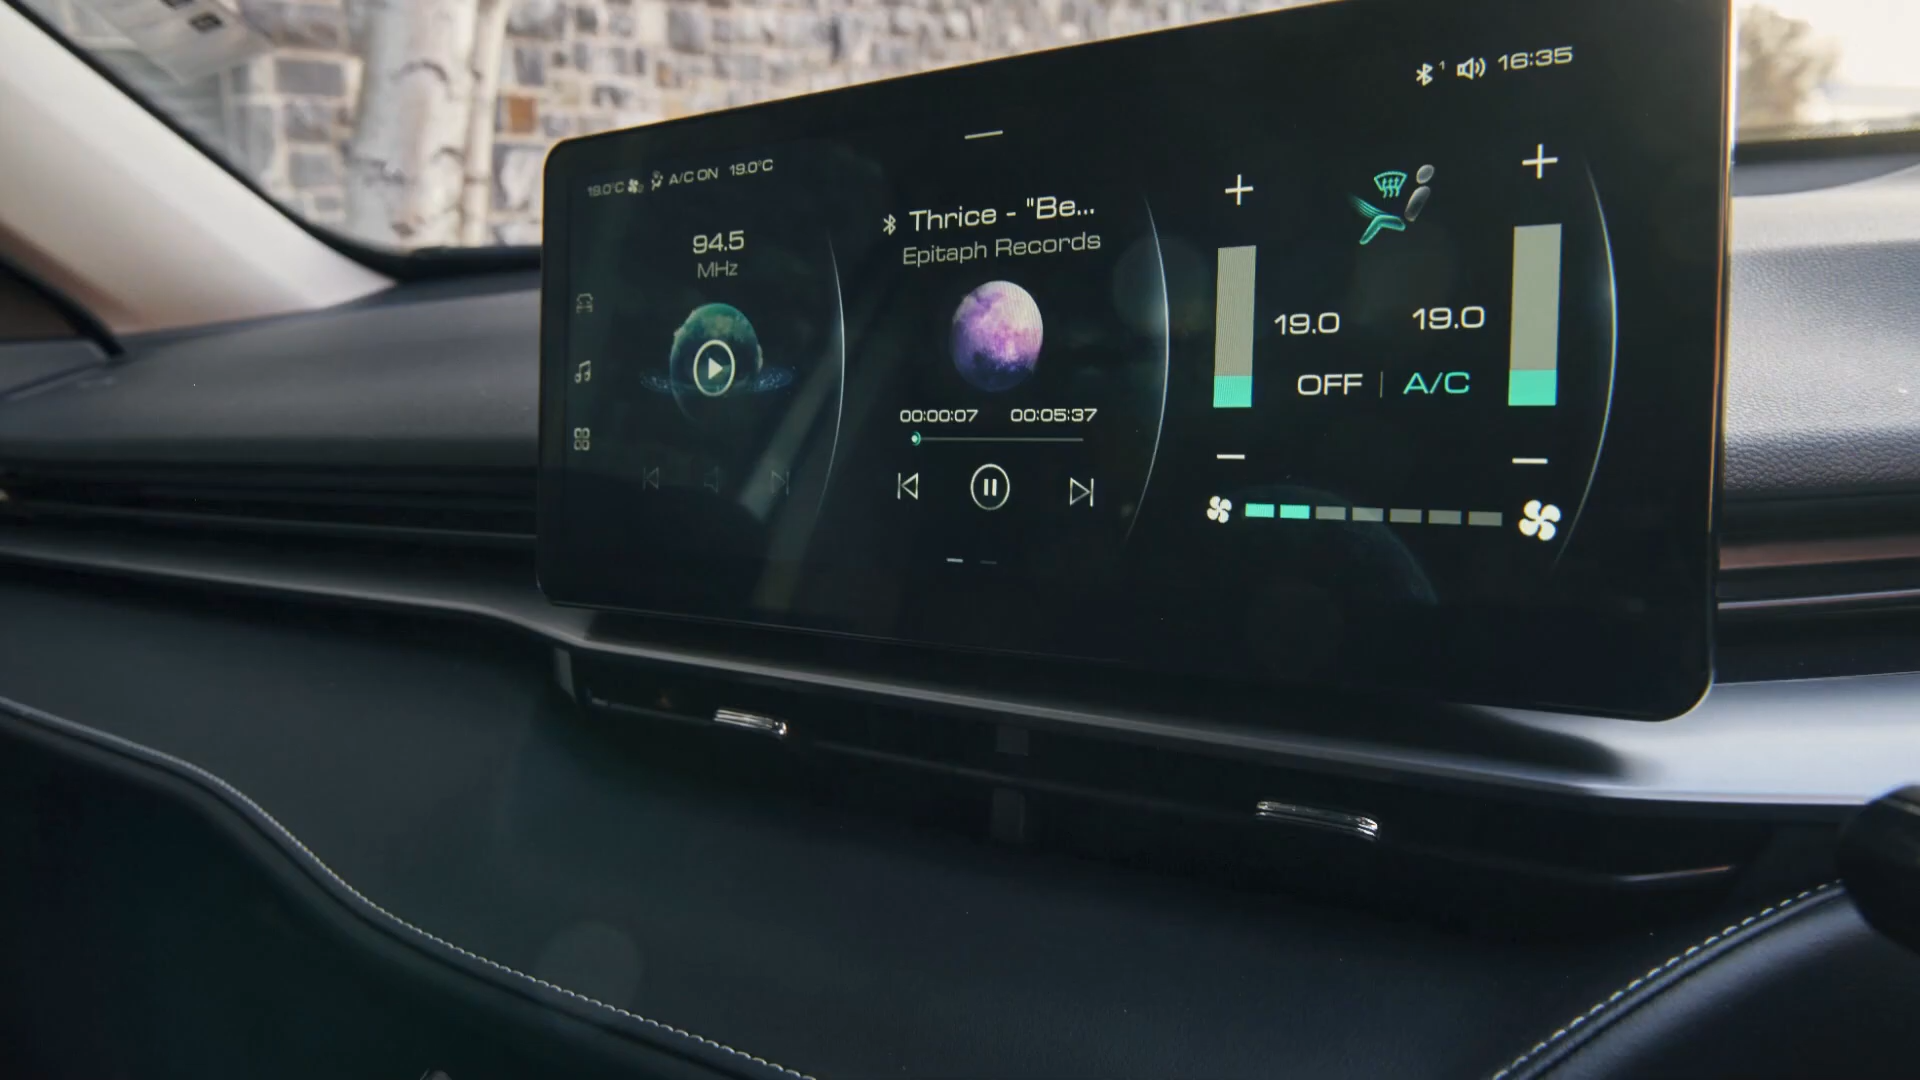 16:35
19.0°C A/C ON 19.0°C
94.5
MHz
Thrice - "Be...
Epitaph Records
00:00:07 00:05:37
19.0 19.0
OFF | A/C